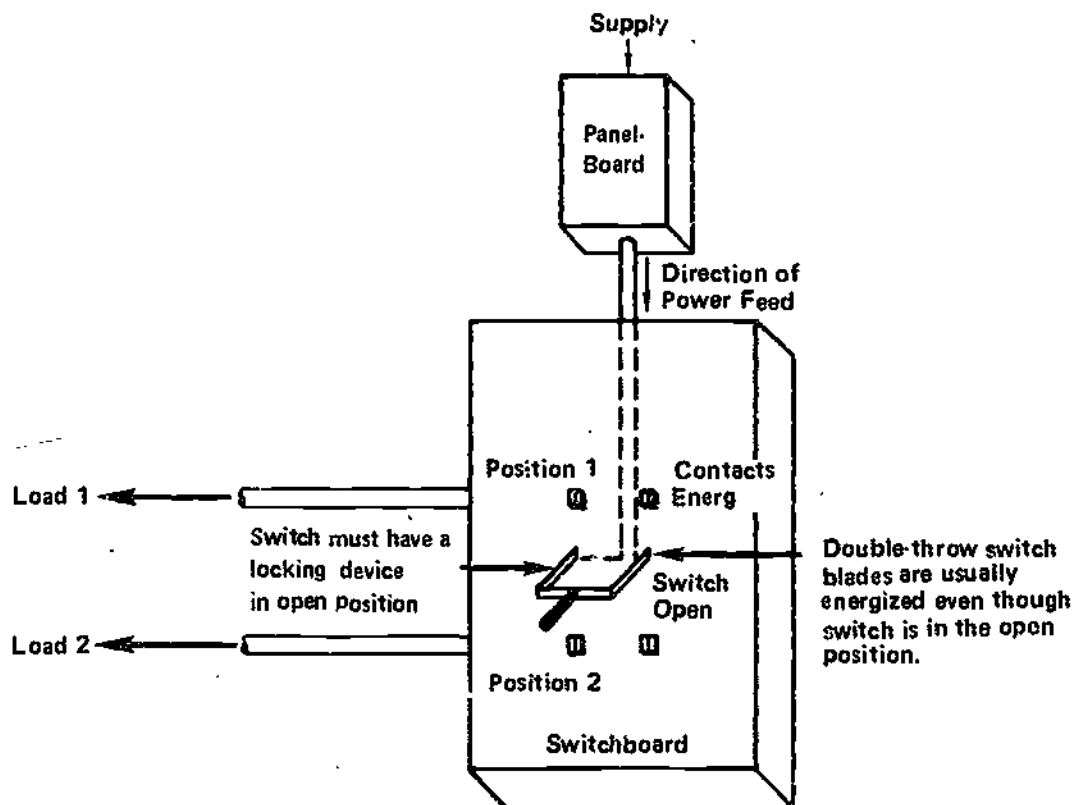 Supply
Panel-
Board
Direction of
Power Feed
Position 1
Contacts
Energ
Load 1
Switch must have a
locking device
in open position
Switch
Open
Double-throw switch
blades are usually
energized even though
switch is in the open
position.
Load 2
Position 2
Switchboard